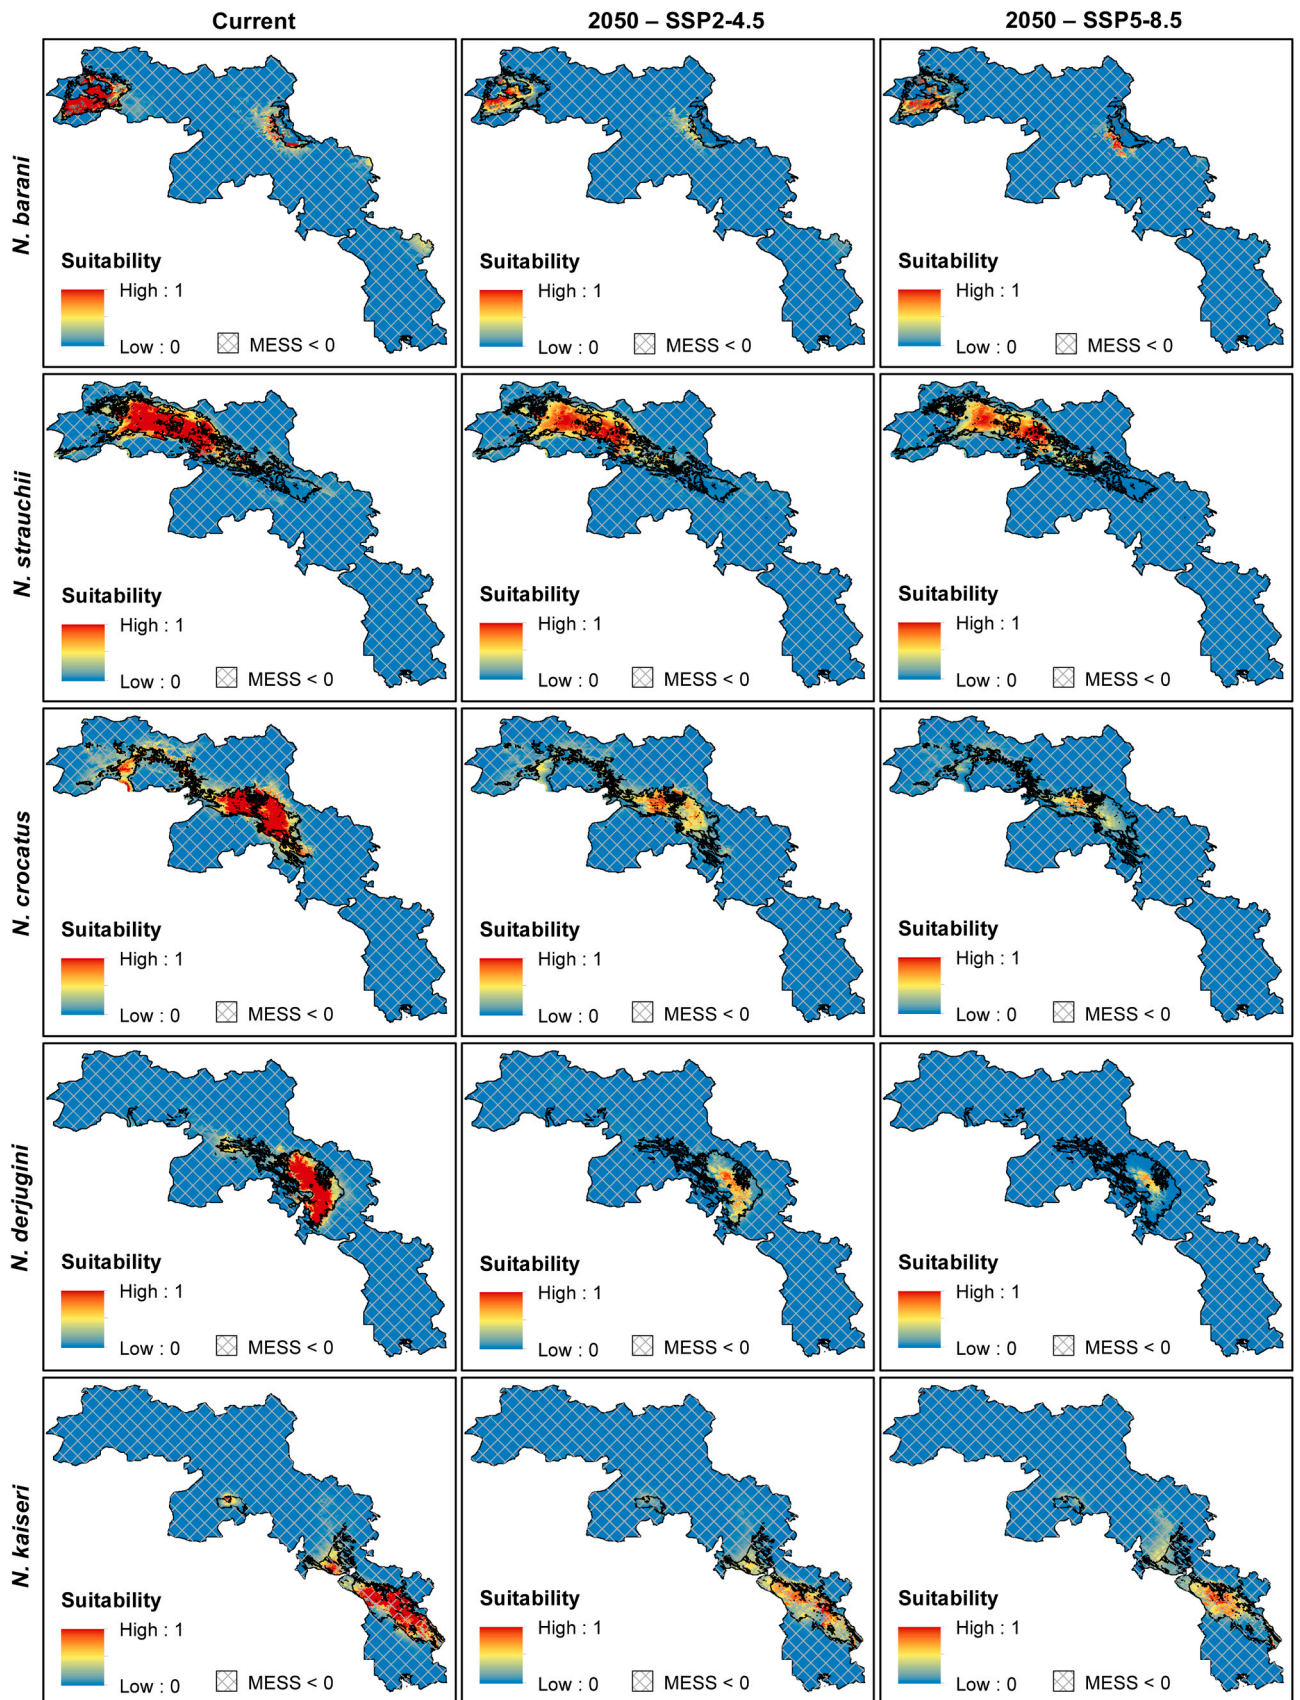 Current 2050 – SSP2-4.5 2050 – SSP5-8.5
N. barani
Suitability Suitability Suitability
High : 1 High : 1 High : 1
Low : 0 MESS < 0 Low : 0 MESS < 0 Low : 0 MESS < 0
N. strauchii
Suitability Suitability Suitability
High : 1 High : 1 High : 1
Low : 0 MESS < 0 Low : 0 MESS < 0 Low : 0 MESS < 0
N. crocatus
Suitability Suitability Suitability
High : 1 High : 1 High : 1
Low : 0 MESS < 0 Low : 0 MESS < 0 Low : 0 MESS < 0
N. derjugini
Suitability Suitability Suitability
High : 1 High : 1 High : 1
Low : 0 MESS < 0 Low : 0 MESS < 0 Low : 0 MESS < 0
N. kaiseri
Suitability Suitability Suitability
High : 1 High : 1 High : 1
Low : 0 MESS < 0 Low : 0 MESS < 0 Low : 0 MESS < 0